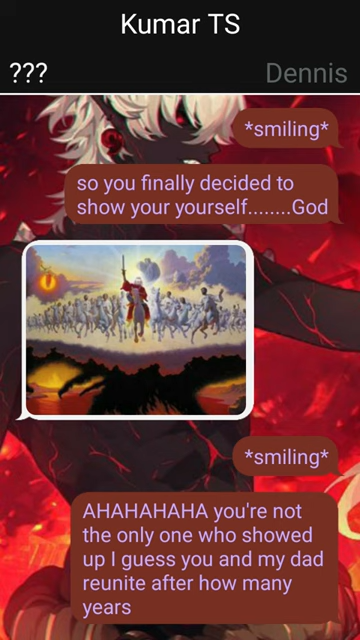 Kumar TS
???
Dennis
*smiling*
so you finally decided to
show your yourself........God
*smiling*
AHAHAHAHA you're not
the only one who showed
up I guess you and my dad
reunite after how many
years